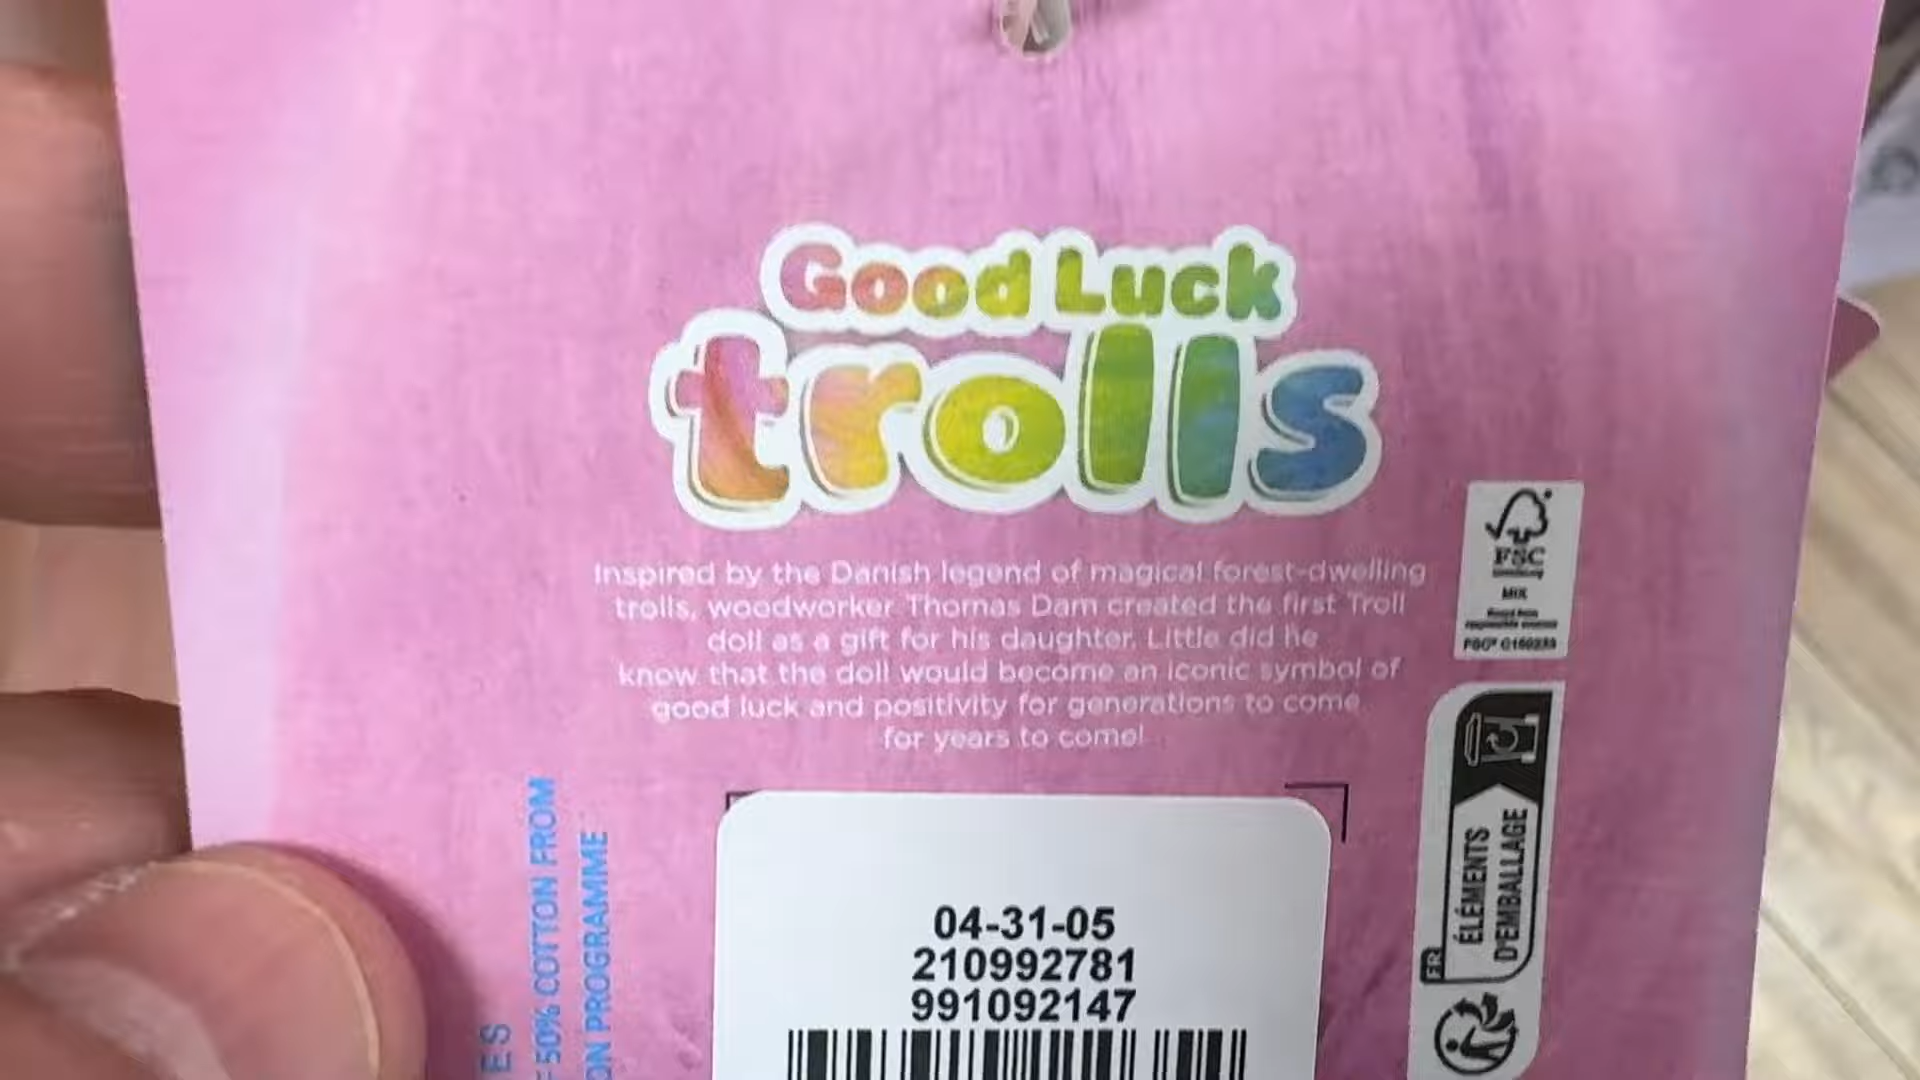 Good Luck
trolls
Inspired by the Danish legend of magical forest-dwelling
trolls, woodworker Thomas Dam created the first Troll
doll as a gift for his daughter. Little did he
know that the doll would become an iconic symbol of
good luck and positivity for generations to come
for years to come!
FSC
MIX
04-31-05
210992781
991092147
FR
ÉLÉMENTS
D'EMBALLAGE
50% COTTON FROM
PROGRAMME